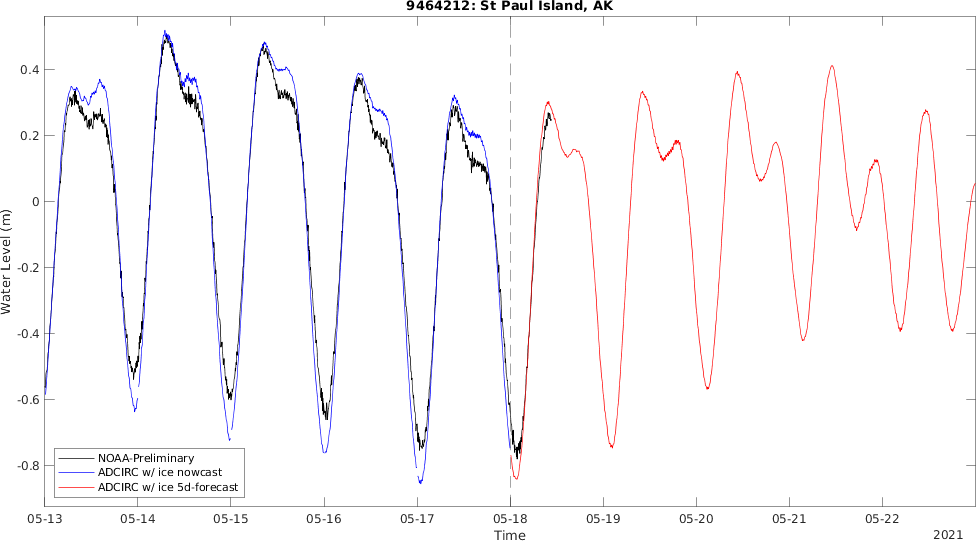 9464212: St Paul Island, AK
Water Level (m)
0.4
0.2
0
-0.2
-0.4
-0.6
-0.8
NOAA-Preliminary
ADCIRC w/ ice nowcast
ADCIRC w/ ice 5d-forecast
05-13 05-14 05-15 05-16 05-17 05-18 05-19 05-20 05-21 05-22
Time
2021